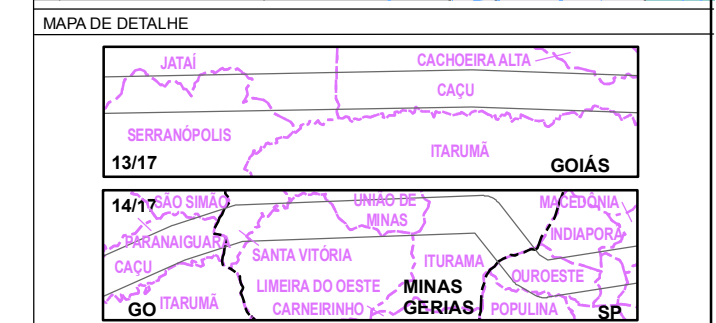 MAPA DE DETALHE
JATAÍ
CACHOEIRA ALTA
CAÇU
SERRANÓPOLIS
ITARUMÃ
13/17
GOIÁS
14/17
SÃO SIMÃO
UNIÃO DE
MINAS
MACEDÔNIA
PARANAIGUARA
INDIAPORÃ
SANTA VITÓRIA
CAÇU
ITURAMA
OUROESTE
LIMEIRA DO OESTE
MINAS
GERIAS
GO
ITARUMÃ
CARNEIRINHO
POPULINA
SP